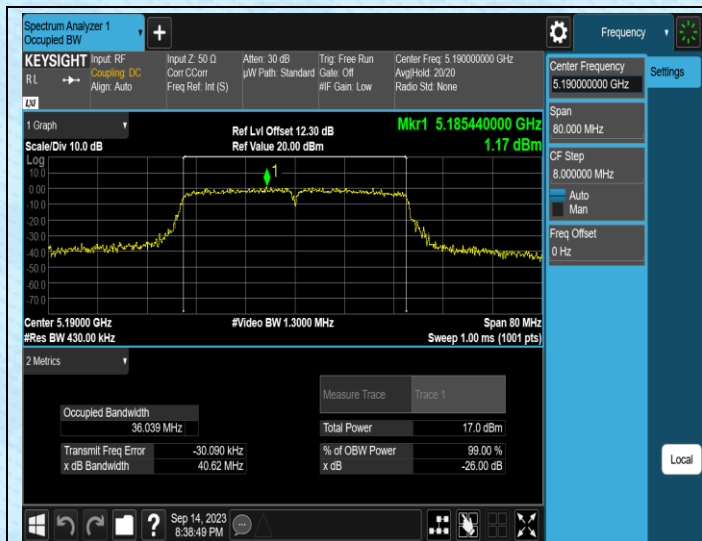 Spectrum Analyzer 1
Occupied BW
Frequency
KEYSIGHT
R L
LXI
Input: RF
Coupling: DC
Align: Auto
Input Z: 50 Ω
Corr CCorr
Freq Ref: Int (S)
Atten: 30 dB
µW Path: Standard
Trig: Free Run
Gate: Off
#IF Gain: Low
Center Freq: 5.190000000 GHz
Avg|Hold: 20/20
Radio Std: None
Center Frequency
5.190000000 GHz
Settings
Span
80.000 MHz
CF Step
8.000000 MHz
Auto
Man
Freq Offset
0 Hz
1 Graph
Scale/Div 10.0 dB
Ref Lvl Offset 12.30 dB
Ref Value 20.00 dBm
Mkr1 5.185440000 GHz
1.17 dBm
Log
10.0
0.00
-10.0
-20.0
-30.0
-40.0
-50.0
-60.0
-70.0
1
Center 5.19000 GHz
#Res BW 430.00 kHz
#Video BW 1.3000 MHz
Span 80 MHz
Sweep 1.00 ms (1001 pts)
2 Metrics
Measure Trace
Trace 1
Occupied Bandwidth
36.039 MHz
Total Power
17.0 dBm
Transmit Freq Error
-30.090 kHz
% of OBW Power
99.00 %
x dB Bandwidth
40.62 MHz
x dB
-26.00 dB
Local
Sep 14, 2023
8:38:49 PM